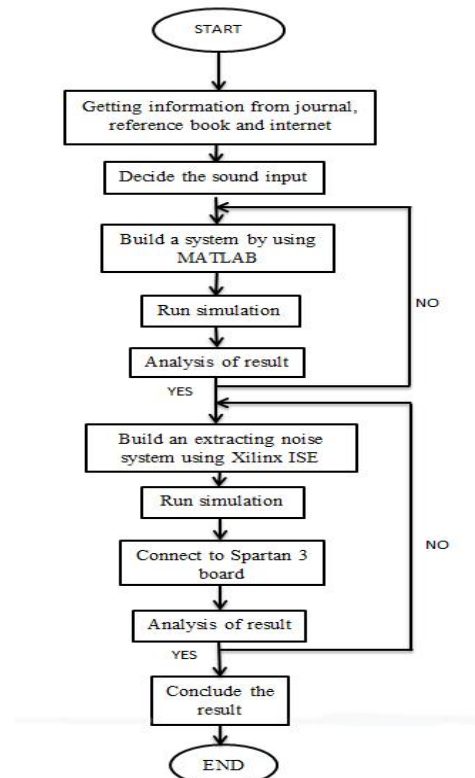 START
Getting information from journal,
reference book and internet
Decide the sound input
Build a system by using
MATLAB
NO
Run simulation
Analysis of result
YES
Build an extracting noise
system using Xilinx ISE
Run simulation
NO
Connect to Spartan 3
board
Analysis of result
YES
Conclude the
result
END